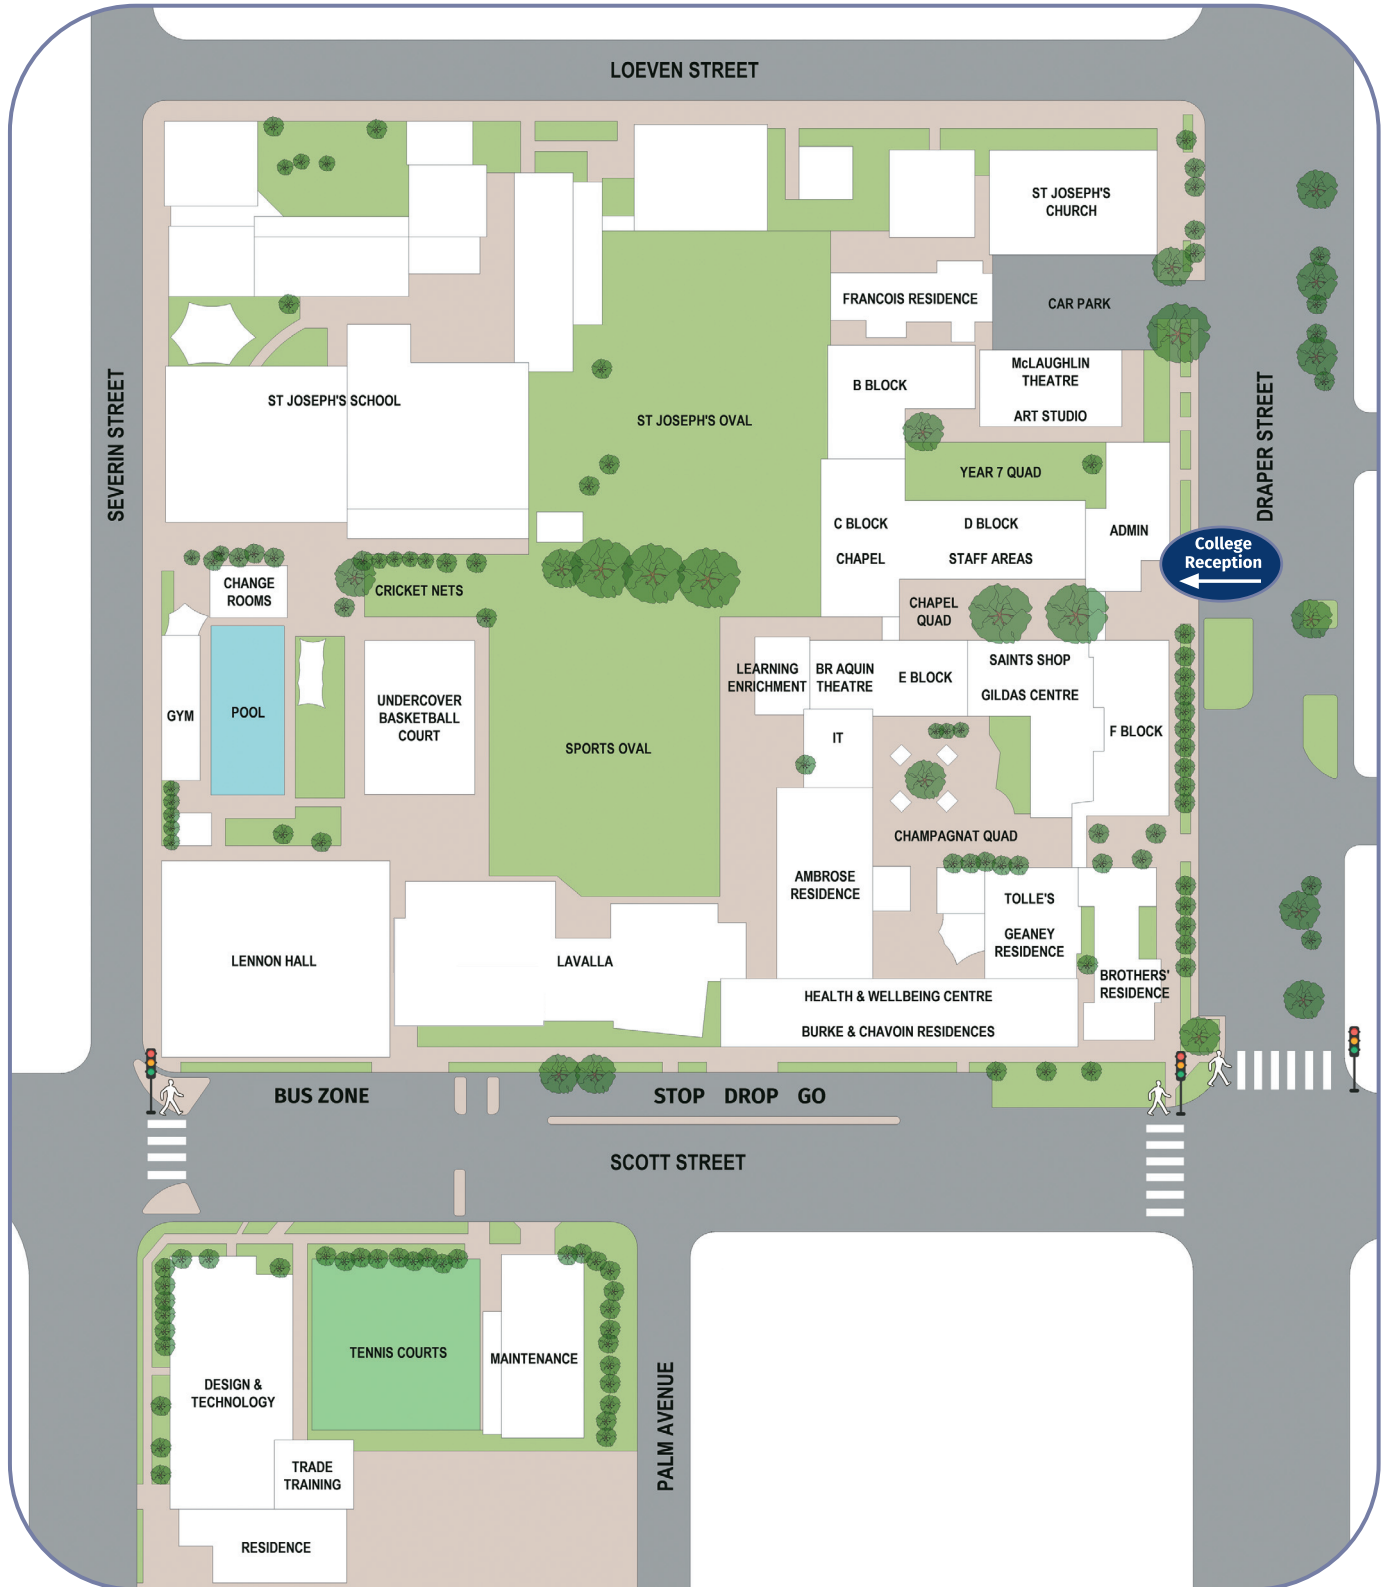 LOEVEN STREET
ST JOSEPH'S
CHURCH
FRANCOIS RESIDENCE
CAR PARK
McLAUGHLIN
THEATRE
ART STUDIO
B BLOCK
ST JOSEPH'S SCHOOL
ST JOSEPH'S OVAL
SEVERIN STREET
DRAPER STREET
YEAR 7 QUAD
C BLOCK
CHAPEL
D BLOCK
STAFF AREAS
ADMIN
College
Reception
CHANGE
ROOMS
CRICKET NETS
CHAPEL
QUAD
LEARNING
ENRICHMENT
BR AQUIN
THEATRE
E BLOCK
SAINTS SHOP
GILDAS CENTRE
F BLOCK
GYM
POOL
UNDERCOVER
BASKETBALL
COURT
SPORTS OVAL
IT
CHAMPAGNAT QUAD
AMBROSE
RESIDENCE
TOLLE'S
GEANEY
RESIDENCE
BROTHERS'
RESIDENCE
LENNON HALL
LAVALLA
HEALTH & WELLBEING CENTRE
BURKE & CHAVOIN RESIDENCES
BUS ZONE
STOP DROP GO
SCOTT STREET
TENNIS COURTS
MAINTENANCE
DESIGN &
TECHNOLOGY
PALM AVENUE
TRADE
TRAINING
RESIDENCE